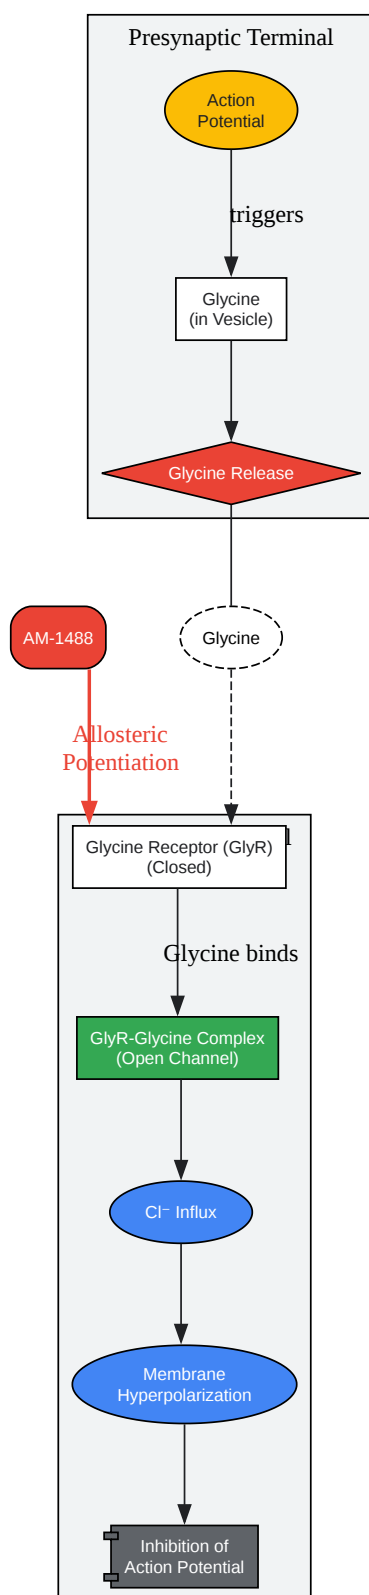 Presynaptic Terminal
Action
Potential
triggers
Glycine
(in Vesicle)
Glycine Release
AM-1488
Glycine
Allosteric
Potentiation
Glycine Receptor (GlyR)
(Closed)
Glycine binds
GlyR-Glycine Complex
(Open Channel)
Cl⁻ Influx
Membrane
Hyperpolarization
Inhibition of
Action Potential